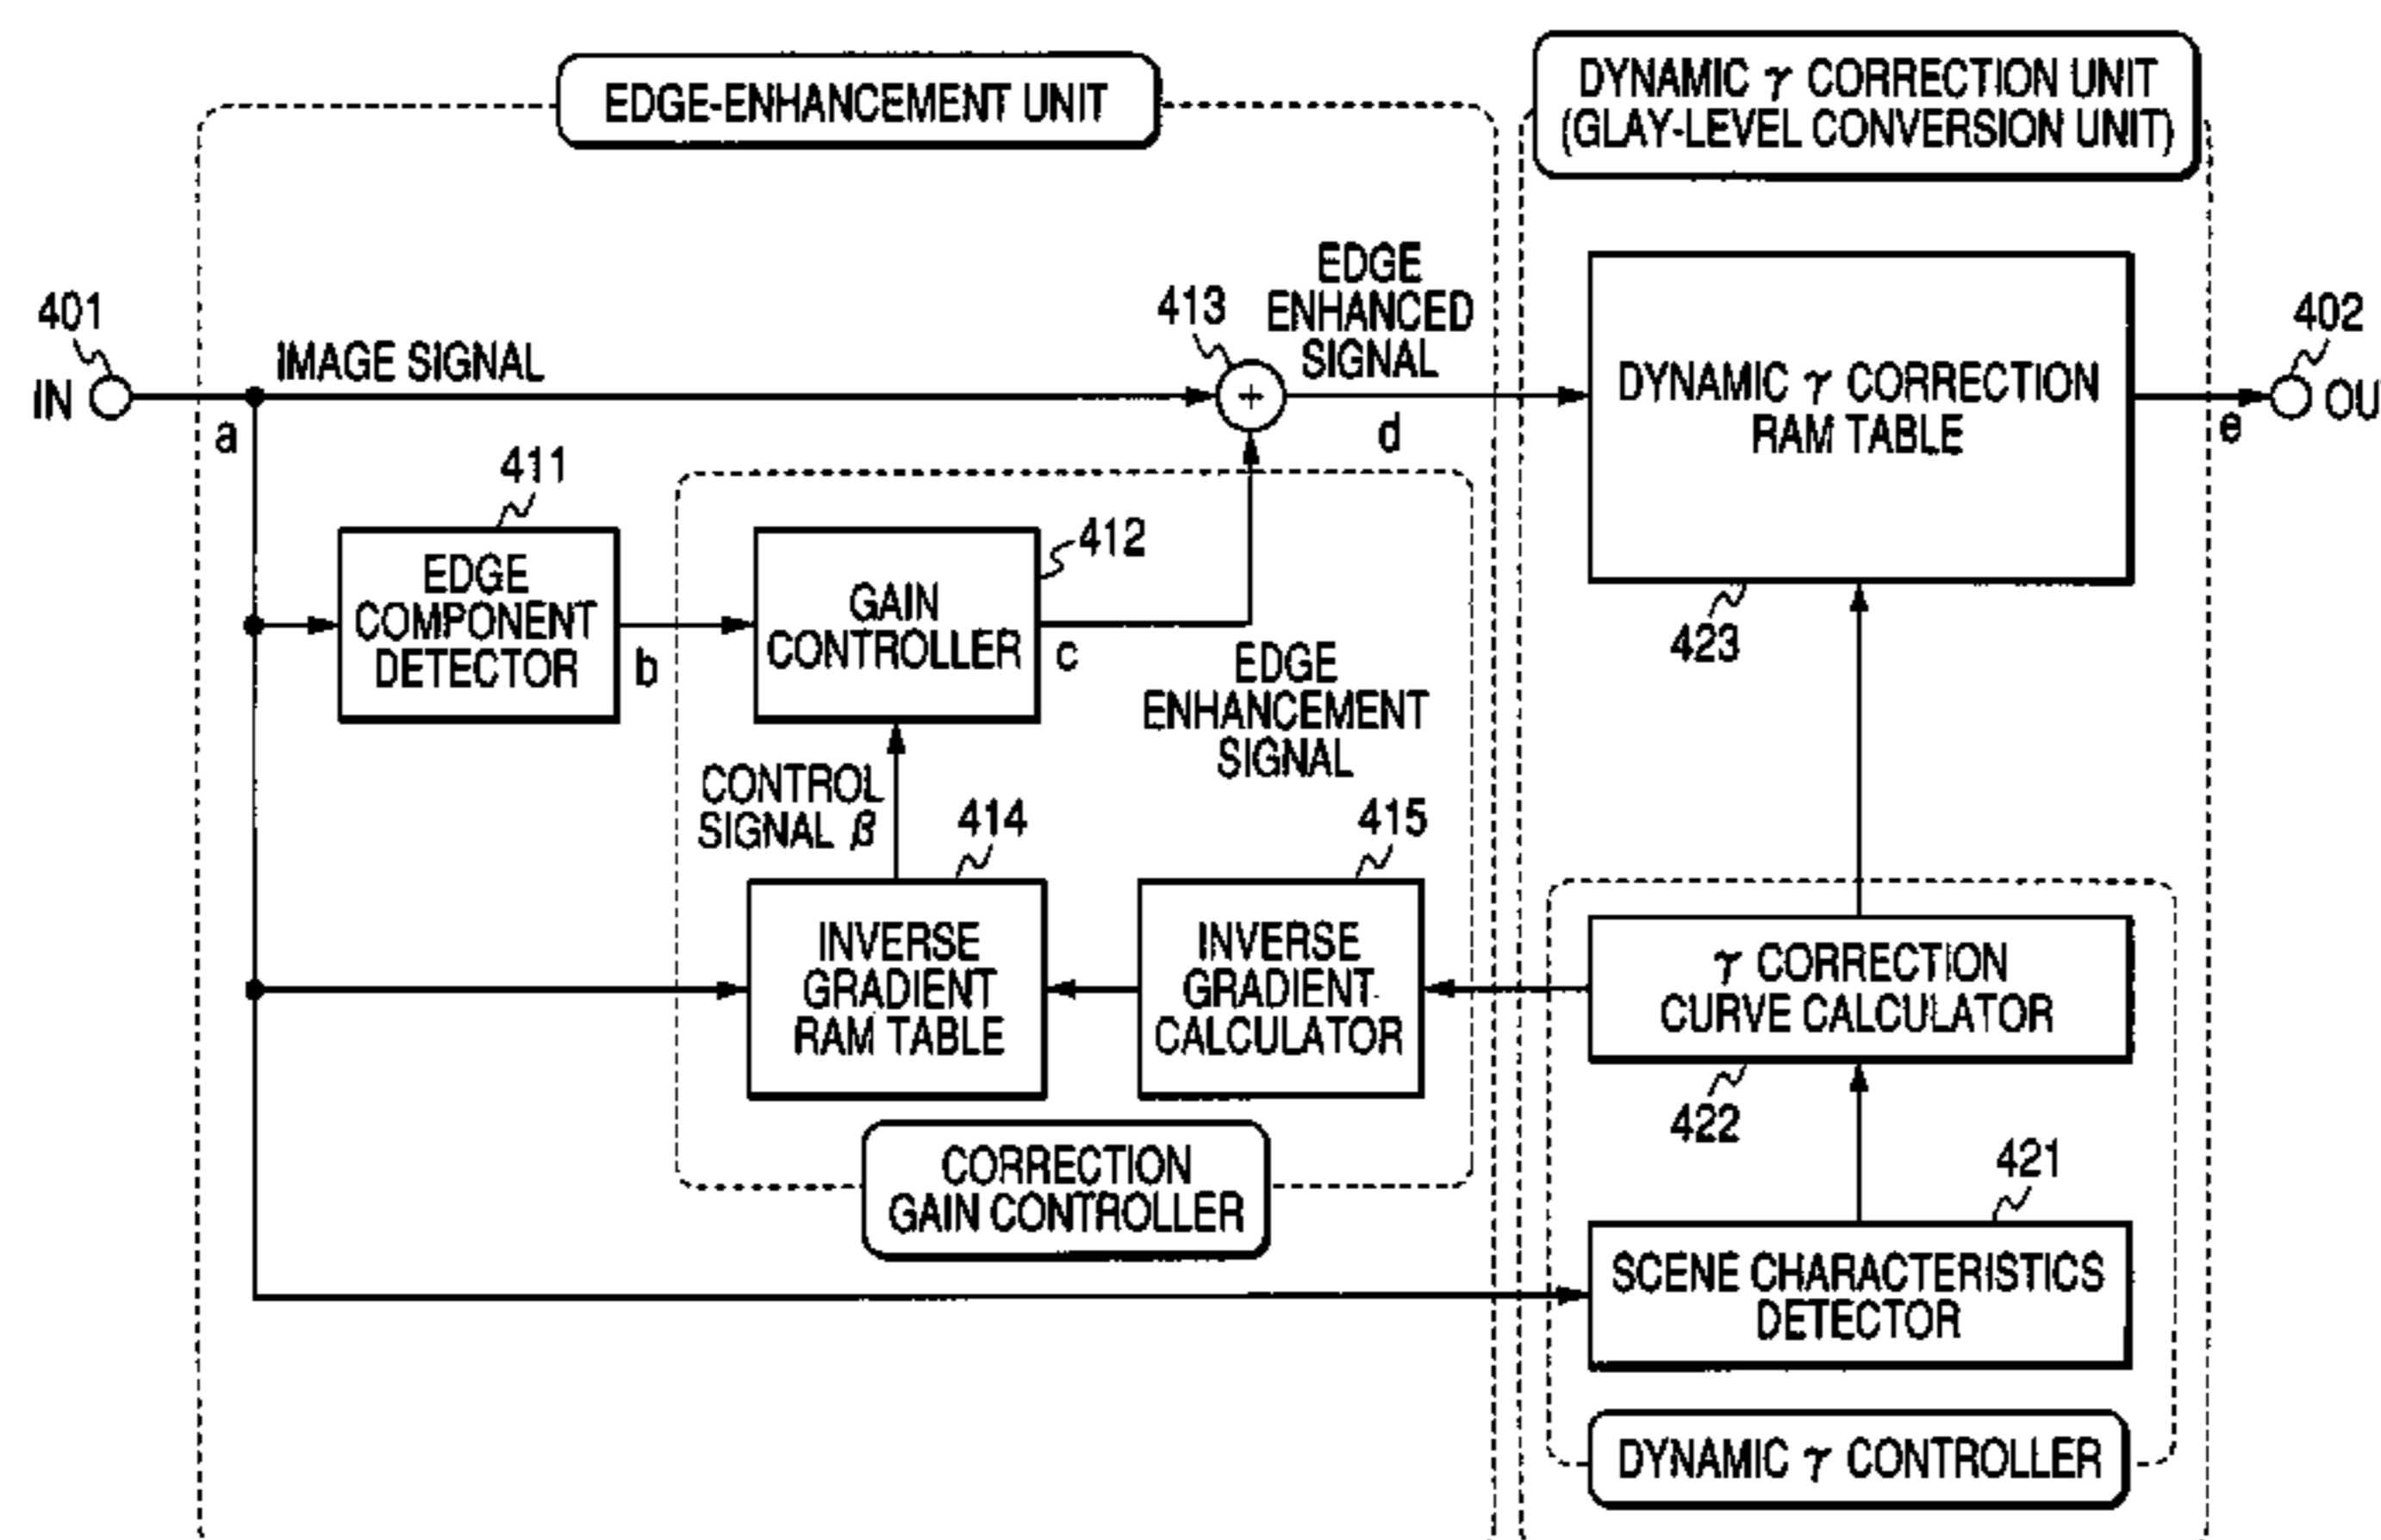 EDGE-ENHANCEMENT UNIT
DYNAMIC γ CORRECTION UNIT
(GLAY-LEVEL CONVERSION UNIT)
401
IN
a
IMAGE SIGNAL
413
EDGE
ENHANCED
SIGNAL
+
d
DYNAMIC γ CORRECTION
RAM TABLE
423
402
OU
e
411
EDGE
COMPONENT
DETECTOR
b
GAIN
CONTROLLER
412
c
EDGE
ENHANCEMENT
SIGNAL
CONTROL
SIGNAL β
414
INVERSE
GRADIENT
RAM TABLE
415
INVERSE
GRADIENT
CALCULATOR
γ CORRECTION
CURVE CALCULATOR
422
CORRECTION
GAIN CONTROLLER
421
SCENE CHARACTERISTICS
DETECTOR
DYNAMIC γ CONTROLLER